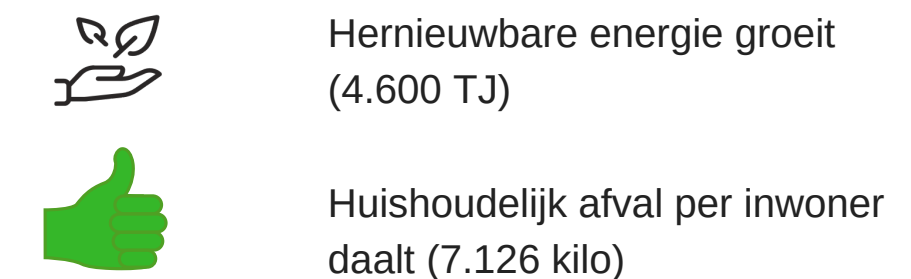 Hernieuwbare energie groeit
(4.600 TJ)
Huishoudelijk afval per inwoner
daalt (7.126 kilo)